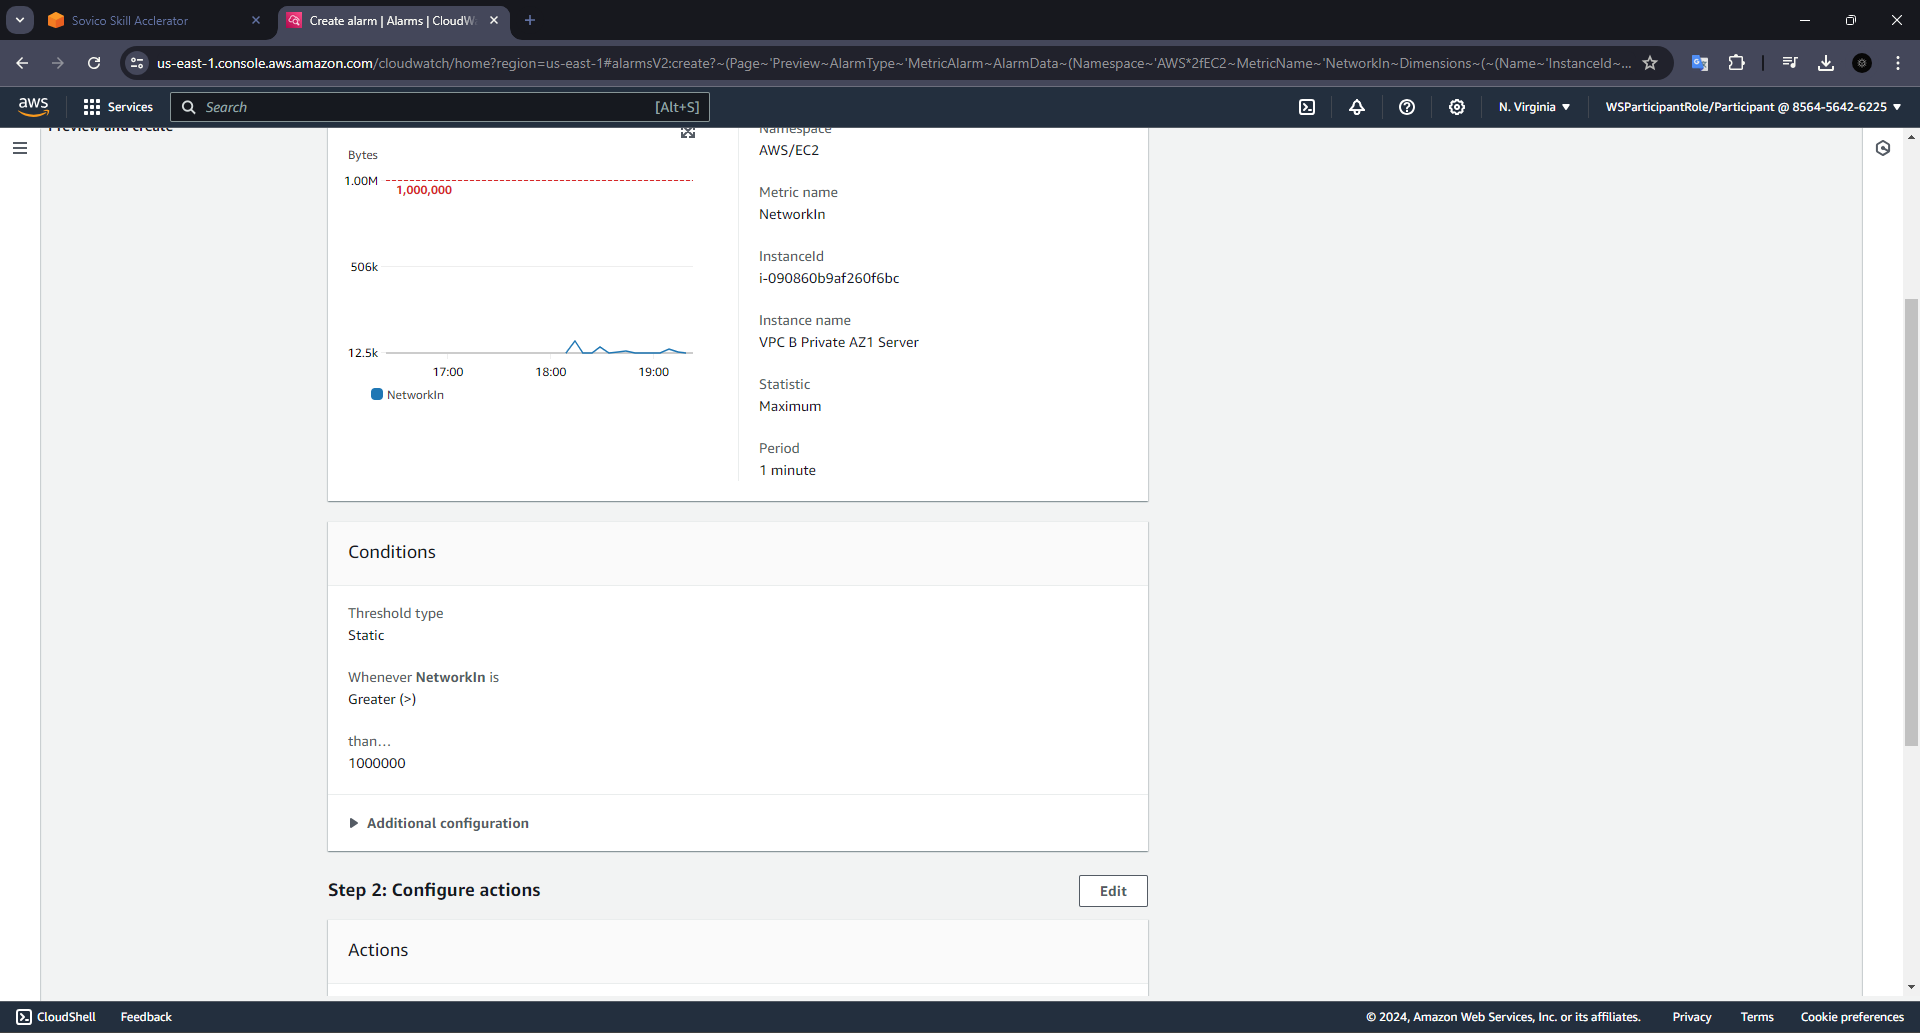 Sovico Skill Acclerator
Create alarm | Alarms | CloudW
us-east-1.console.aws.amazon.com/cloudwatch/home?region=us-east-1#alarmsV2:create?~(Page~'Preview~AlarmType~'MetricAlarm~AlarmData~(Namespace~'AWS*2fEC2~MetricName~'NetworkIn~Dimensions~(~(Name~'InstanceId~...
aws
Services
Search
[Alt+S]
N. Virginia
WSParticipantRole/Participant @ 8564-5642-6225
Preview and create
Bytes
1.00M
1,000,000
506k
12.5k
17:00
18:00
19:00
NetworkIn
Namespace
AWS/EC2
Metric name
NetworkIn
InstanceId
i-090860b9af260f6bc
Instance name
VPC B Private AZ1 Server
Statistic
Maximum
Period
1 minute
Conditions
Threshold type
Static
Whenever NetworkIn is
Greater (>)
than...
1000000
Additional configuration
Step 2: Configure actions
Edit
Actions
CloudShell
Feedback
© 2024, Amazon Web Services, Inc. or its affiliates.
Privacy
Terms
Cookie preferences